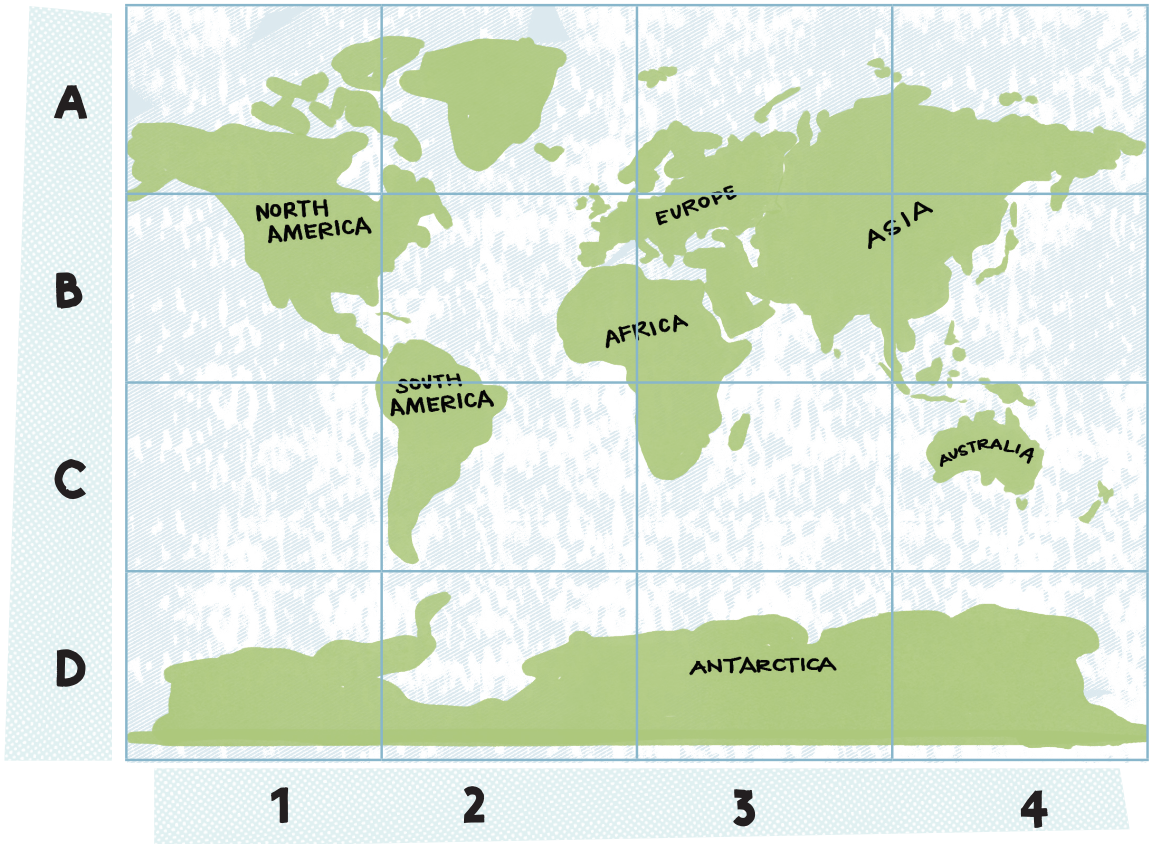 A
NORTH
AMERICA
EUROPE
ASIA
B
AFRICA
SOUTH
AMERICA
C
AUSTRALIA
D
ANTARCTICA
1 2 3 4